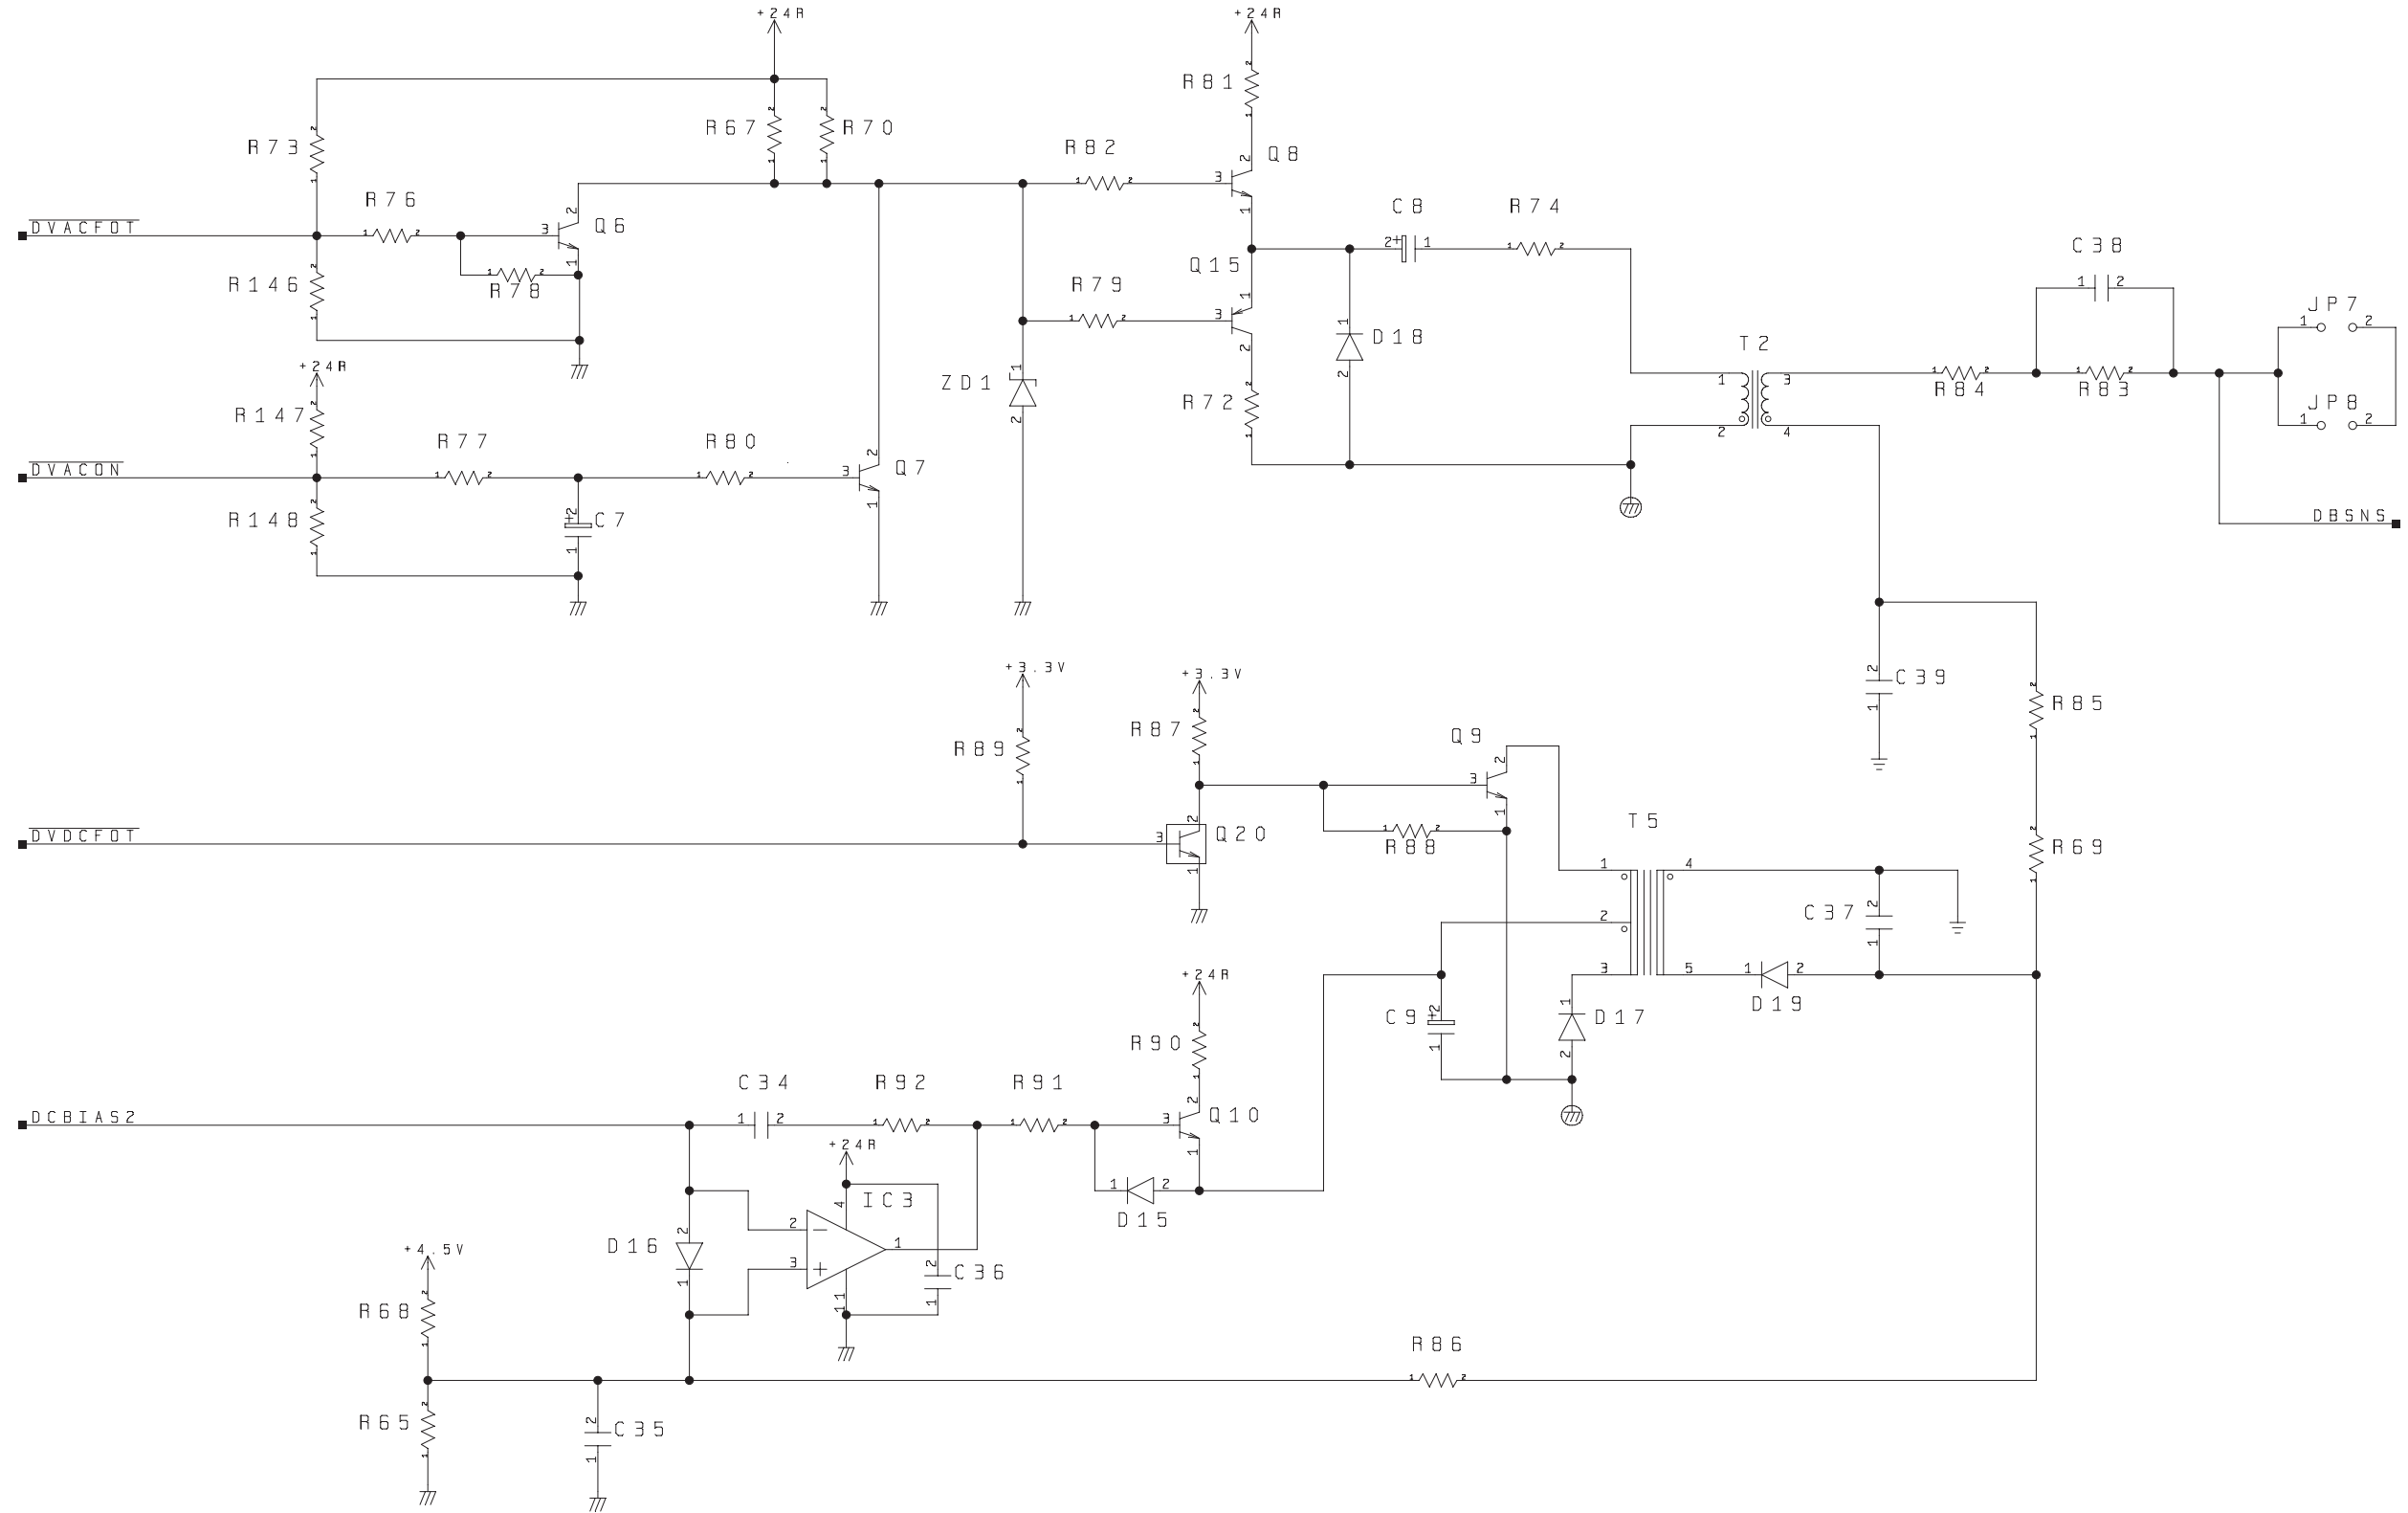 +24R
+24R
R81
R67
R70
R73
R82
Q8
R76
DVACFOT
Q6
C8
R74
R146
R78
R79
Q15
C38
JP7
D18
T2
ZD1
+24R
R147
R72
R84
R83
JP8
R77
R80
Q7
DVACON
R148
C7
DBSNS
+3.3V
+3.3V
C39
R85
R89
R87
Q9
DVDCFOT
Q20
R88
T5
R69
C37
+24R
R90
C9
D17
D19
C34
R92
R91
Q10
DCBIAS2
+24R
IC3
D15
D16
+4.5V
C36
R68
R86
R65
C35